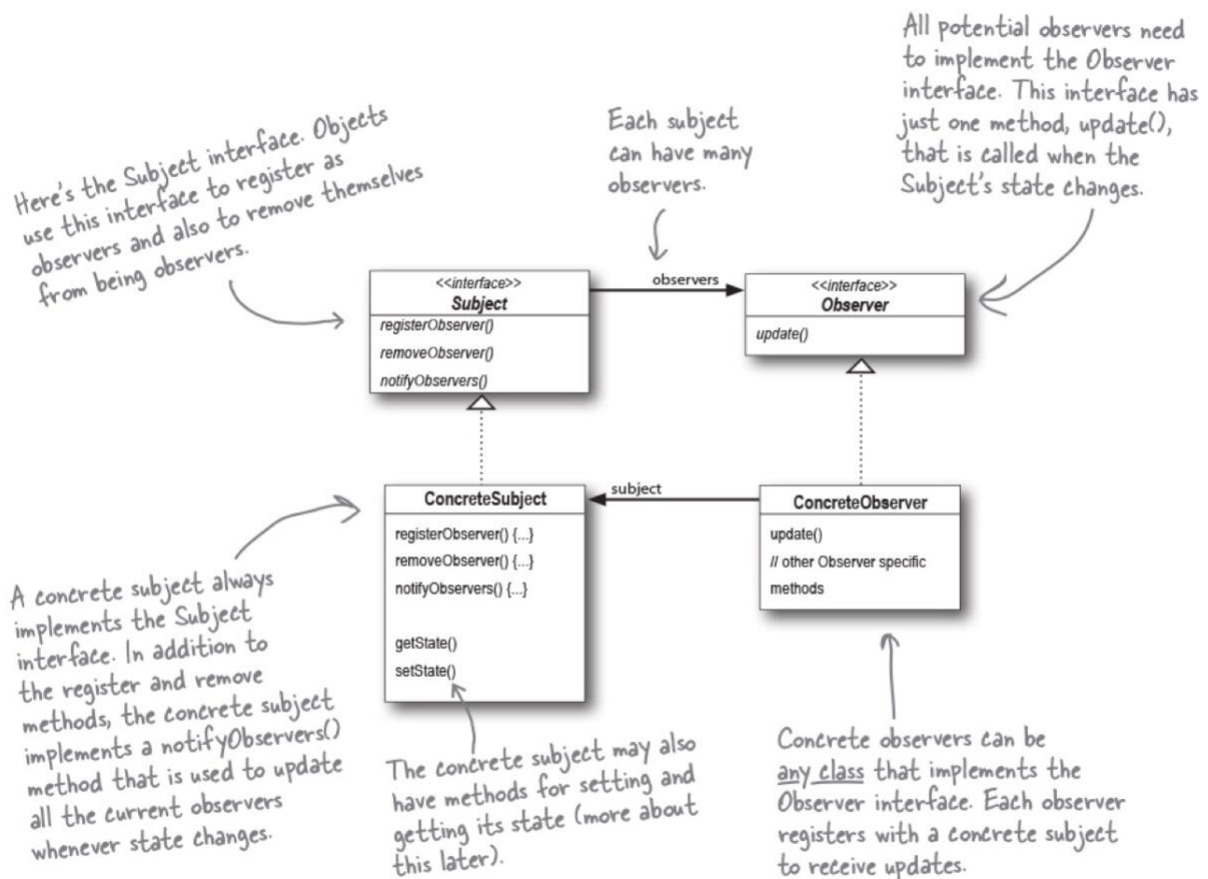 All potential observers need
to implement the Observer
interface. This interface has
just one method, update(),
that is called when the
Subject's state changes.
Each subject
can have many
observers.
Here's the Subject interface. Objects
use this interface to register as
observers and also to remove themselves
from being observers.
<<interface>>
Subject
registerObserver()
removeObserver()
notifyObservers()
observers
<<interface>>
Observer
update()
ConcreteSubject
registerObserver() {...}
removeObserver() {...}
notifyObservers() {...}
getState()
setState()
subject
ConcreteObserver
update()
// other Observer specific
methods
A concrete subject always
implements the Subject
interface. In addition to
the register and remove
methods, the concrete subject
implements a notifyObservers()
method that is used to update
all the current observers
whenever state changes.
The concrete subject may also
have methods for setting and
getting its state (more about
this later).
Concrete observers can be
any class that implements the
Observer interface. Each observer
registers with a concrete subject
to receive updates.